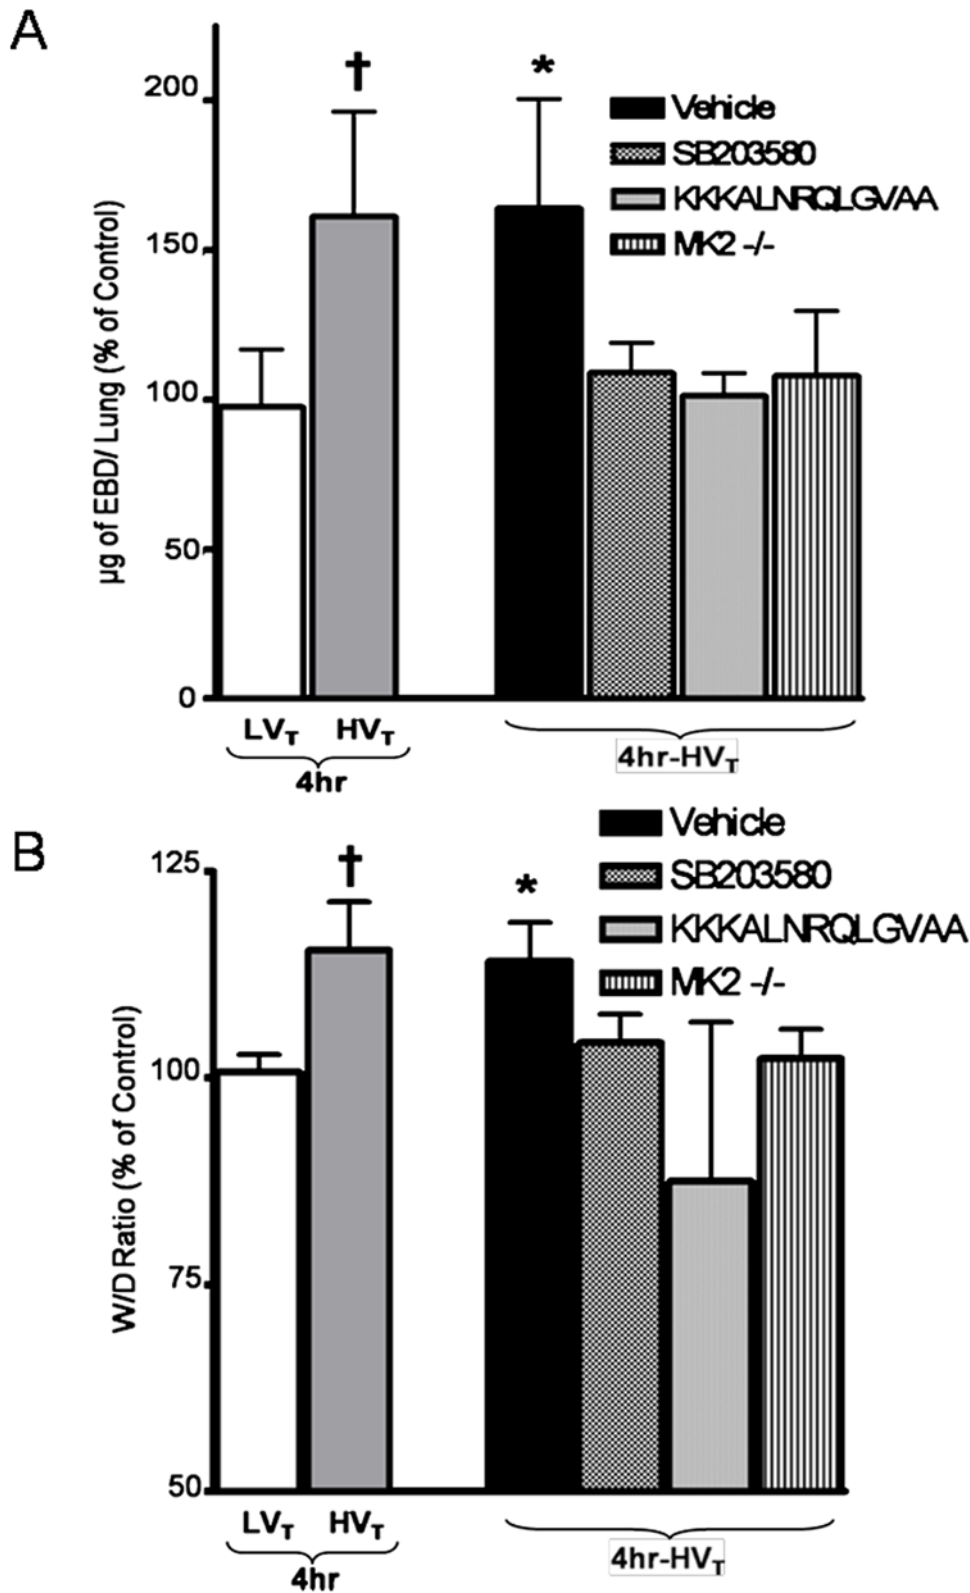 A
µg of EBD/ Lung (% of Control)
200
150
100
50
0
†
*
Vehicle
SB203580
KKKALNRQLGVAA
MK2 -/-
LVT
HVT
4hr
4hr-HVT
B
W/D Ratio (% of Control)
125
100
75
50
†
*
Vehicle
SB203580
KKKALNRQLGVAA
MK2 -/-
LVT
HVT
4hr
4hr-HVT